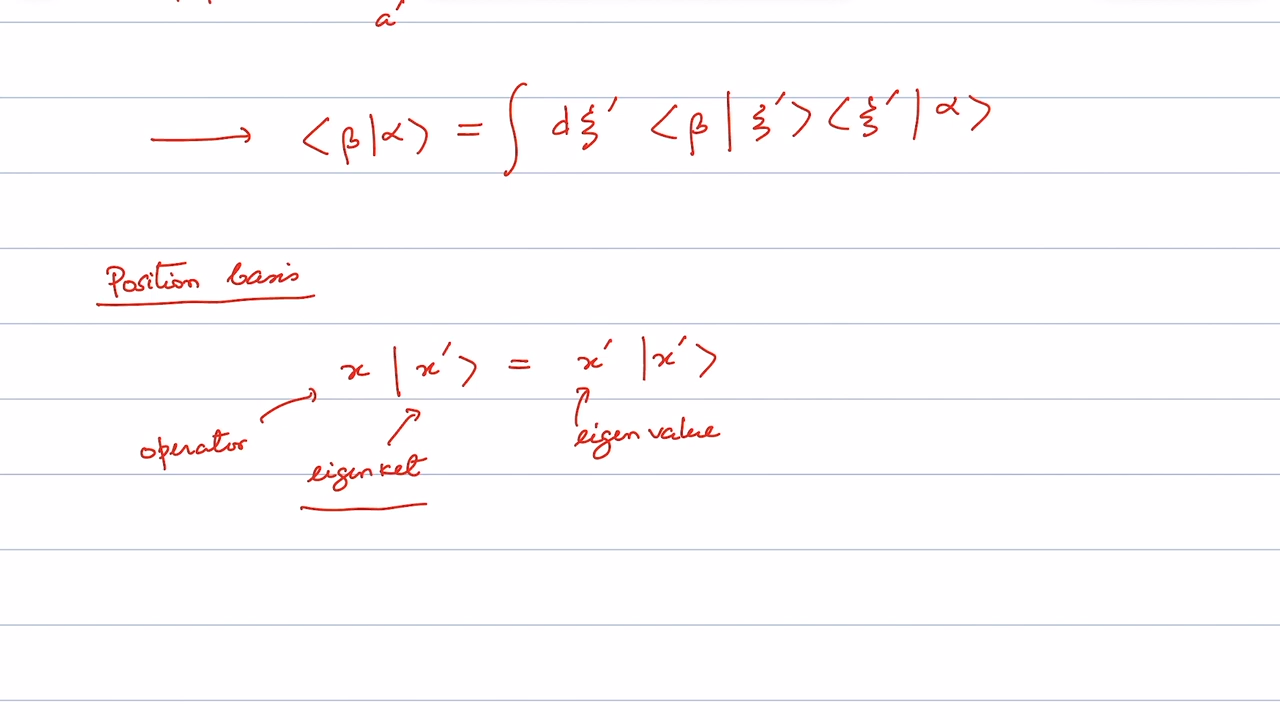 a′
⟶ ⟨β|α⟩ = ∫ dξ′ ⟨β|ξ′⟩⟨ξ′|α⟩
Position basis
x |x′⟩ = x′ |x′⟩
operator eigenket eigen value